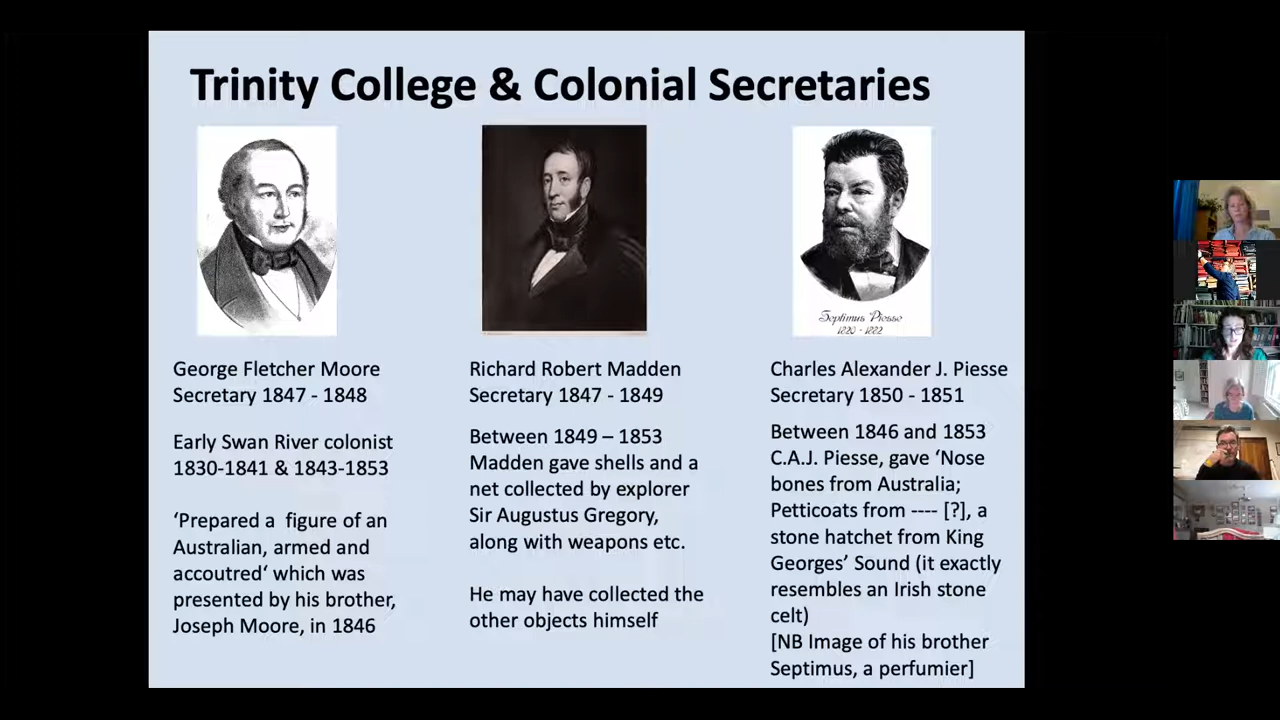 Trinity College & Colonial Secretaries
George Fletcher Moore
Secretary 1847 - 1848
Early Swan River colonist
1830-1841 & 1843-1853
‘Prepared a figure of an
Australian, armed and
accoutred‘ which was
presented by his brother,
Joseph Moore, in 1846
Richard Robert Madden
Secretary 1847 - 1849
Between 1849 – 1853
Madden gave shells and a
net collected by explorer
Sir Augustus Gregory,
along with weapons etc.
He may have collected the
other objects himself
Septimus Piesse
1820 - 1882
Charles Alexander J. Piesse
Secretary 1850 - 1851
Between 1846 and 1853
C.A.J. Piesse, gave ‘Nose
bones from Australia;
Petticoats from ---- [?], a
stone hatchet from King
Georges’ Sound (it exactly
resembles an Irish stone
celt)
[NB Image of his brother
Septimus, a perfumier]